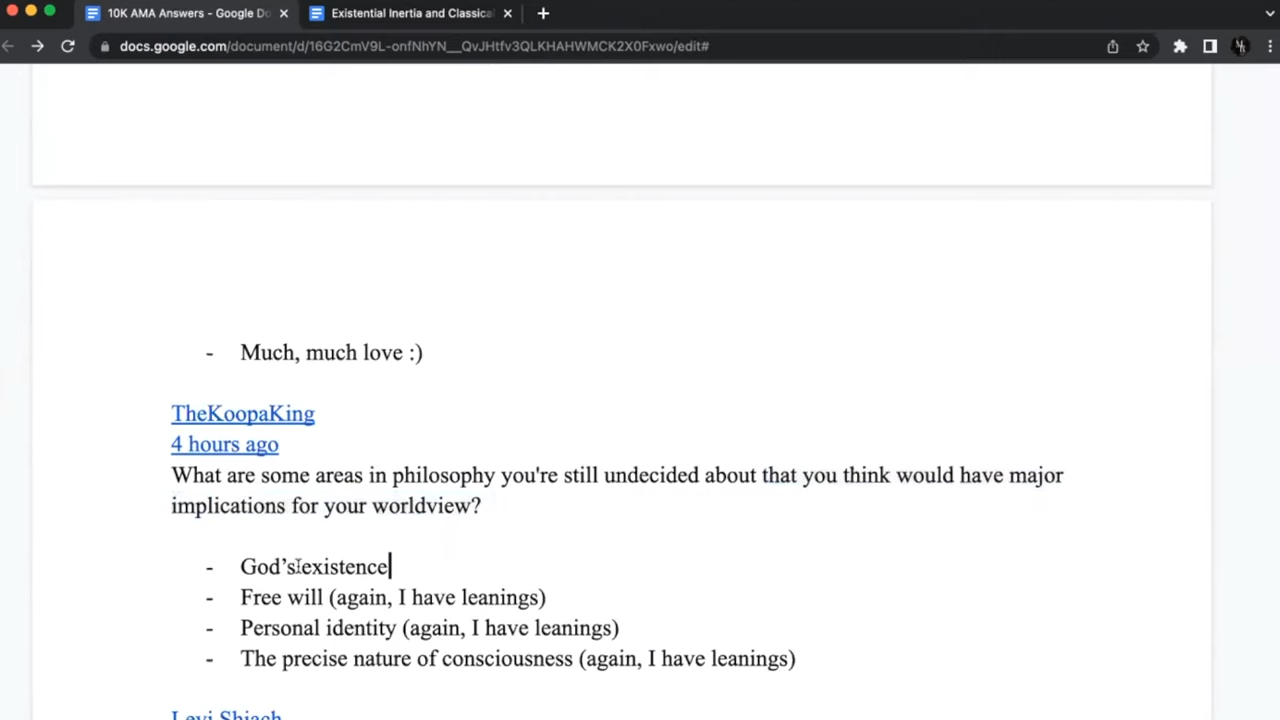 10K AMA Answers - Google Do
Existential Inertia and Classical
docs.google.com/document/d/16G2CmV9L-onfNhYN__QvJHtfv3QLKHAHWMCK2X0Fxwo/edit#
- Much, much love :)
TheKoopaKing
4 hours ago
What are some areas in philosophy you're still undecided about that you think would have major
implications for your worldview?
- God’s existence
- Free will (again, I have leanings)
- Personal identity (again, I have leanings)
- The precise nature of consciousness (again, I have leanings)
Levi Shiach